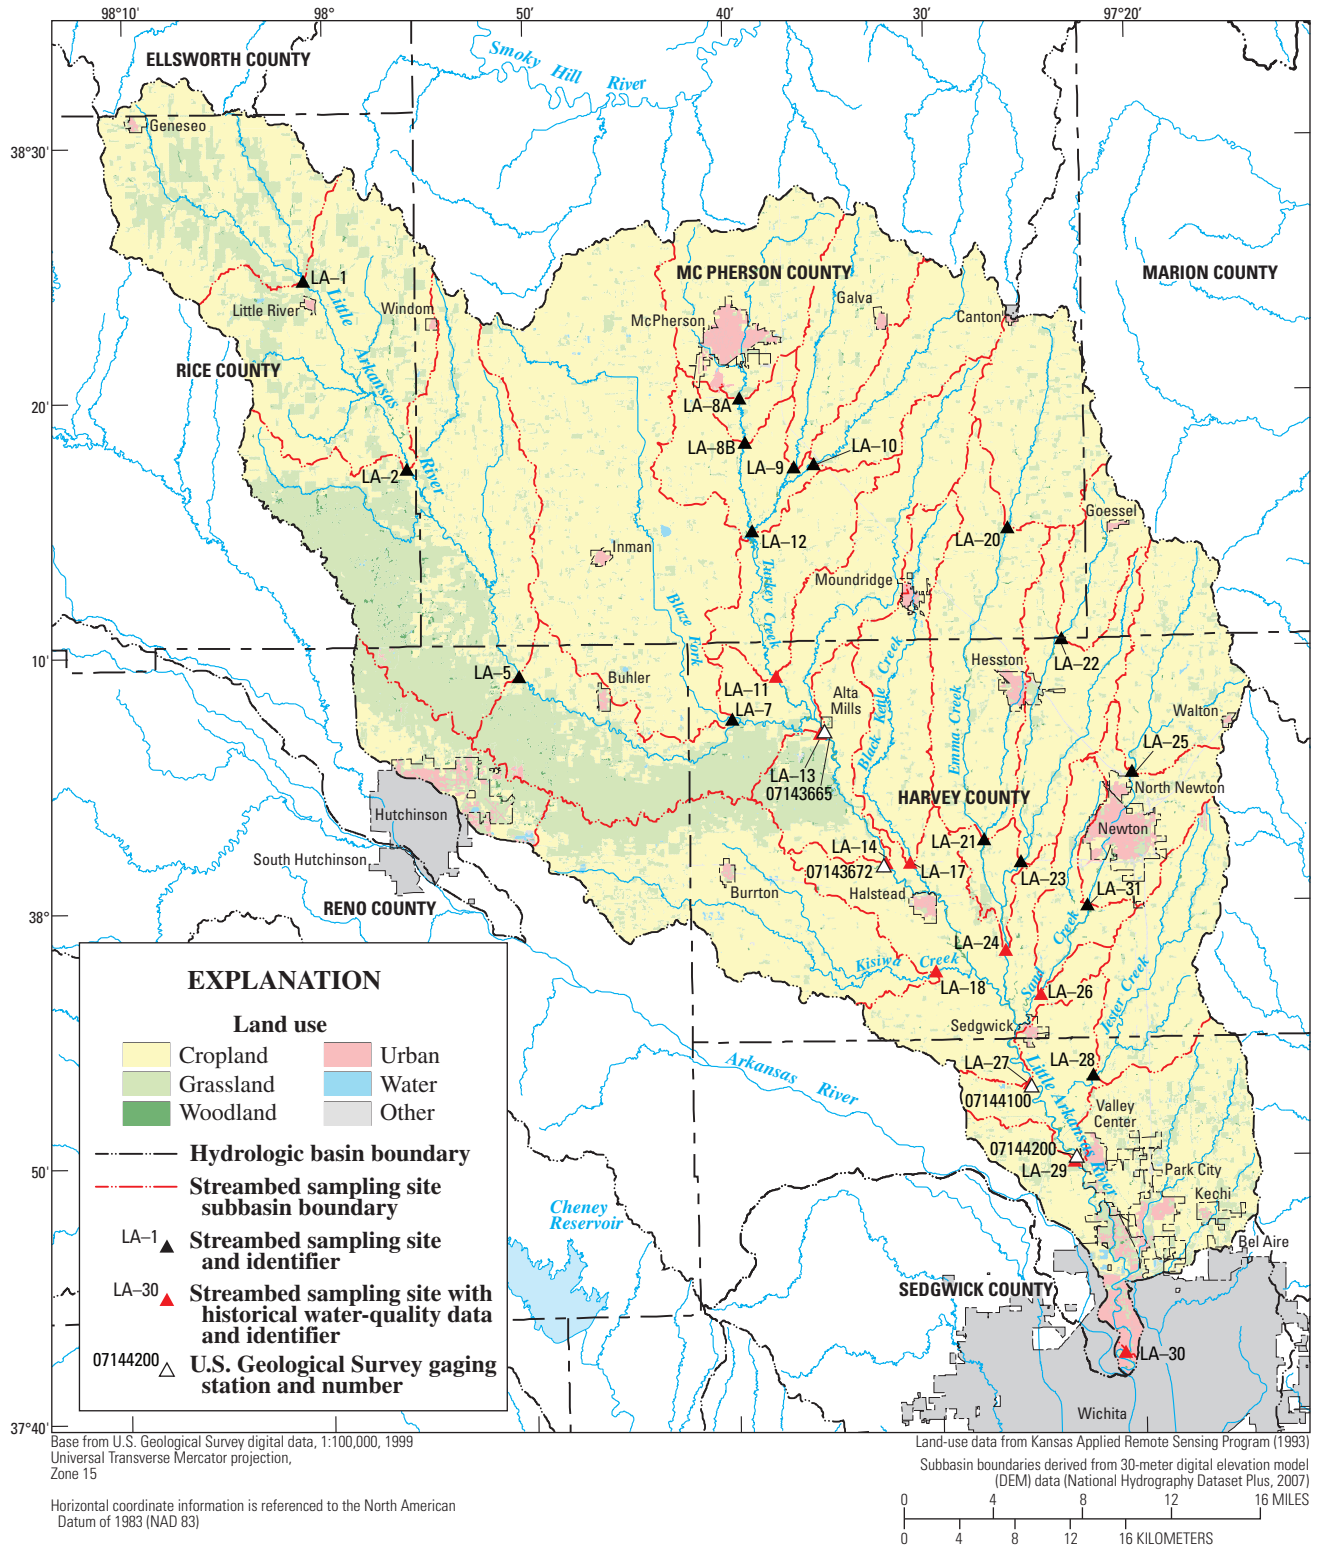 98°10'
98°
50'
40'
30'
97°20'
ELLSWORTH COUNTY
Smoky Hill River
Geneseo
38°30'
MC PHERSON COUNTY
MARION COUNTY
LA–1
Little River
Windom
McPherson
Galva
Canton
Little Arkansas River
RICE COUNTY
20'
LA–8A
LA–8B
LA–9
LA–10
LA–2
Goessel
LA–20
LA–12
Inman
Turkey Creek
Moundridge
Blaze Fork
Black Kettle Creek
10'
LA–22
Hesston
LA–5
Buhler
LA–11
LA–7
Alta
Mills
Emma Creek
Walton
LA–25
LA–13
07143665
North Newton
HARVEY COUNTY
Hutchinson
Newton
LA–21
LA–14
07143672
LA–17
LA–23
South Hutchinson
Burrton
Halstead
LA–31
RENO COUNTY
38°
LA–24
Sand Creek
Kisiwa Creek
LA–18
LA–26
Jester Creek
Sedgwick
LA–27
LA–28
Arkansas River
07144100
Little Arkansas River
Valley
Center
07144200
LA–29
50'
Park City
Kechi
Cheney
Reservoir
Bel Aire
SEDGWICK COUNTY
LA–30
Wichita
37°40'
EXPLANATION
Land use
Cropland
Urban
Grassland
Water
Woodland
Other
Hydrologic basin boundary
Streambed sampling site
subbasin boundary
LA–1
Streambed sampling site
and identifier
LA–30
Streambed sampling site with
historical water-quality data
and identifier
07144200
U.S. Geological Survey gaging
station and number
Base from U.S. Geological Survey digital data, 1:100,000, 1999
Universal Transverse Mercator projection,
Zone 15
Horizontal coordinate information is referenced to the North American
Datum of 1983 (NAD 83)
Land-use data from Kansas Applied Remote Sensing Program (1993)
Subbasin boundaries derived from 30-meter digital elevation model
(DEM) data (National Hydrography Dataset Plus, 2007)
0 4 8 12 16 MILES
0 4 8 12 16 KILOMETERS